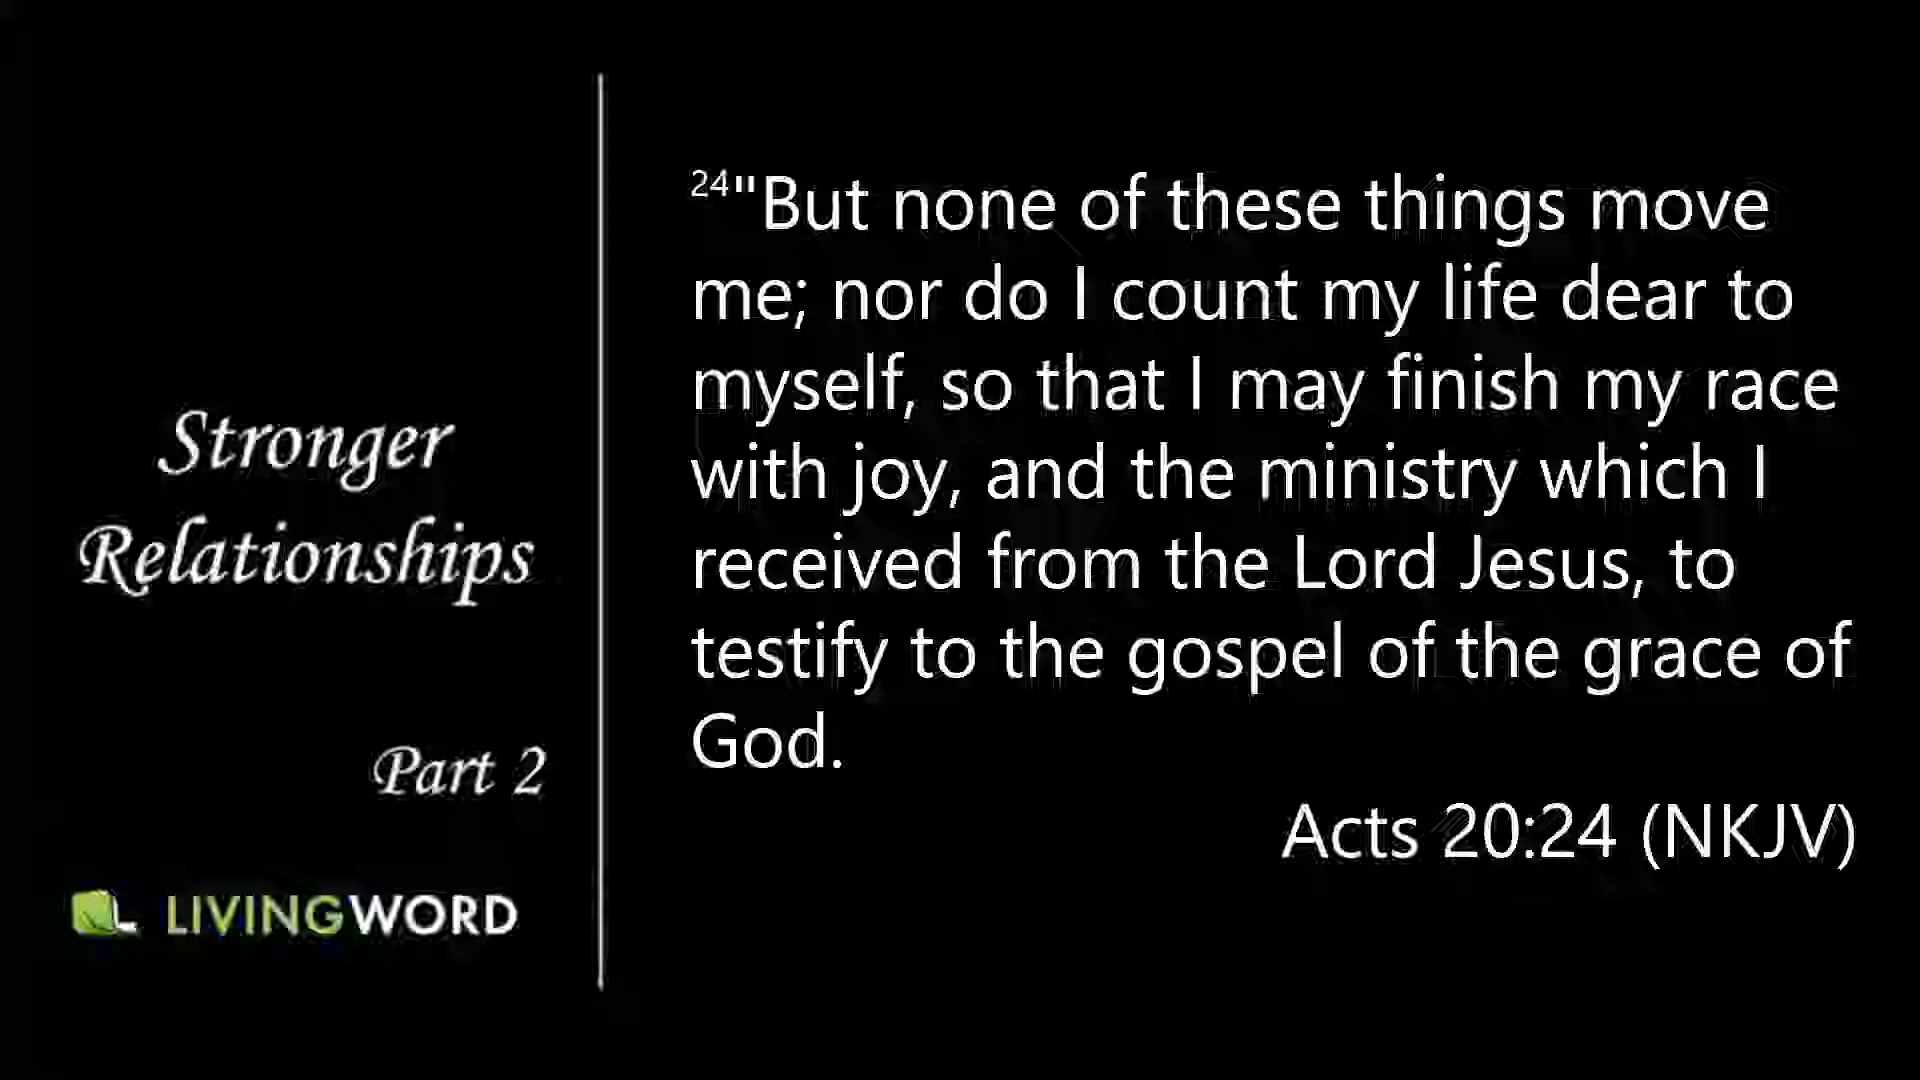 Stronger
Relationships
Part 2
LIVINGWORD
24"But none of these things move
me; nor do I count my life dear to
myself, so that I may finish my race
with joy, and the ministry which I
received from the Lord Jesus, to
testify to the gospel of the grace of
God.
Acts 20:24 (NKJV)